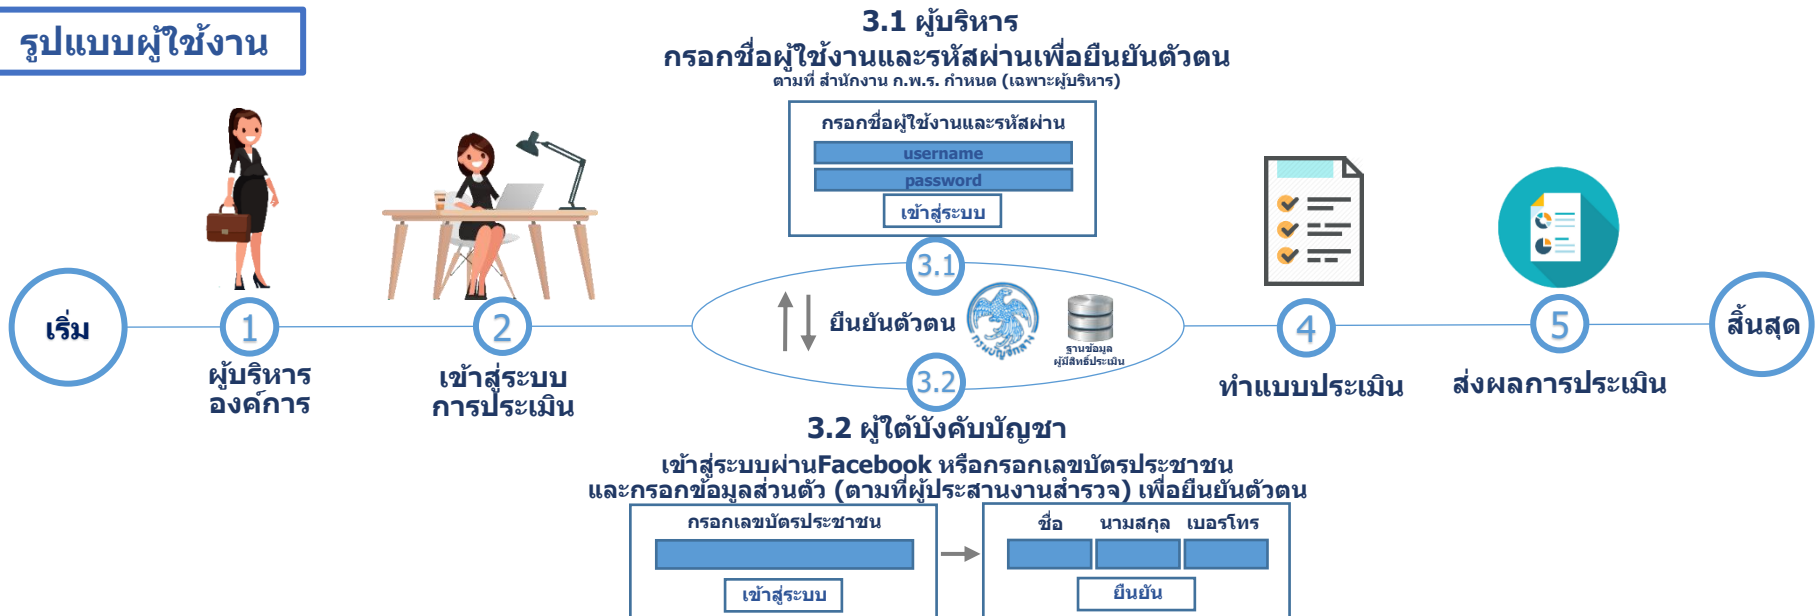 รูปแบบผู้ใช้งาน
3.1 ผู้บริหาร
กรอกชื่อผู้ใช้งานและรหัสผ่านเพื่อยืนยันตัวตน
ตามที่ สำนักงาน ก.พ.ร. กำหนด (เฉพาะผู้บริหาร)
กรอกชื่อผู้ใช้งานและรหัสผ่าน
username
password
เข้าสู่ระบบ
เริ่ม
1
ผู้บริหาร
องค์การ
2
เข้าสู่ระบบ
การประเมิน
3.1
ยืนยันตัวตน
กรมบัญชีกลาง
ฐานข้อมูล
ผู้มีสิทธิ์ประเมิน
3.2
4
ทำแบบประเมิน
5
ส่งผลการประเมิน
สิ้นสุด
3.2 ผู้ใต้บังคับบัญชา
เข้าสู่ระบบผ่านFacebook หรือกรอกเลขบัตรประชาชน
และกรอกข้อมูลส่วนตัว (ตามที่ผู้ประสานงานสำรวจ) เพื่อยืนยันตัวตน
กรอกเลขบัตรประชาชน
เข้าสู่ระบบ
ชื่อ นามสกุล เบอรโทร
ยืนยัน